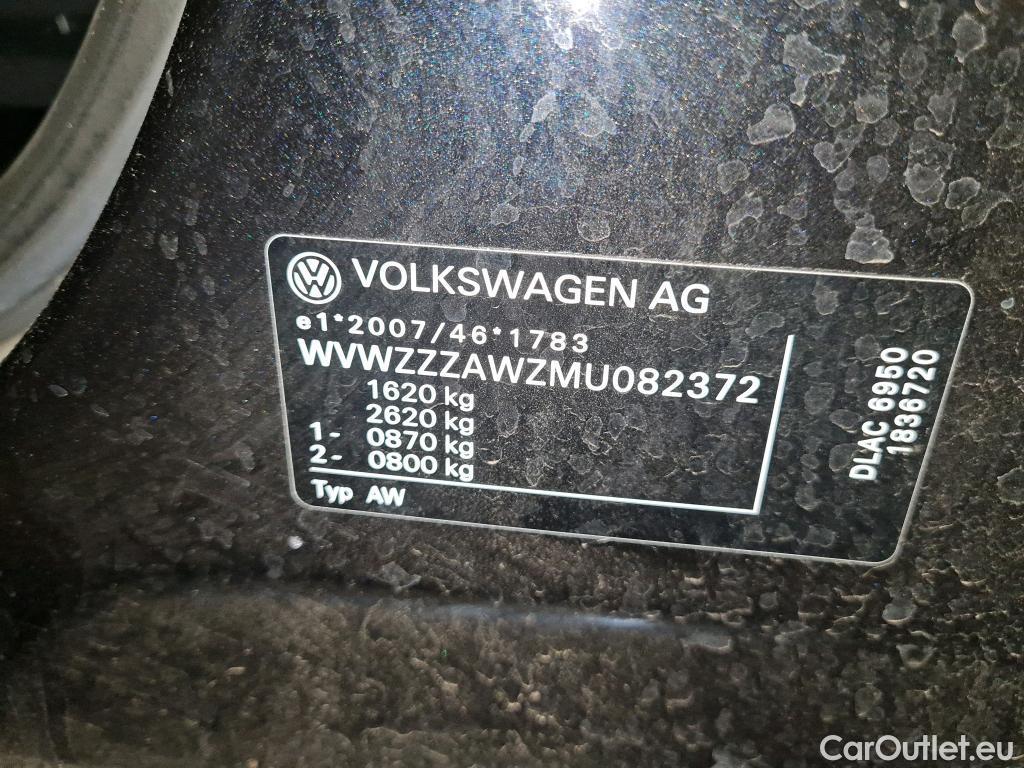 VOLKSWAGEN AG
e1*2007/46*1783
WVWZZZAWZMU082372
1620 kg
2620 kg
1- 0870 kg
2- 0800 kg
Typ AW
DLAC 6950
1836720
CarOutlet.eu